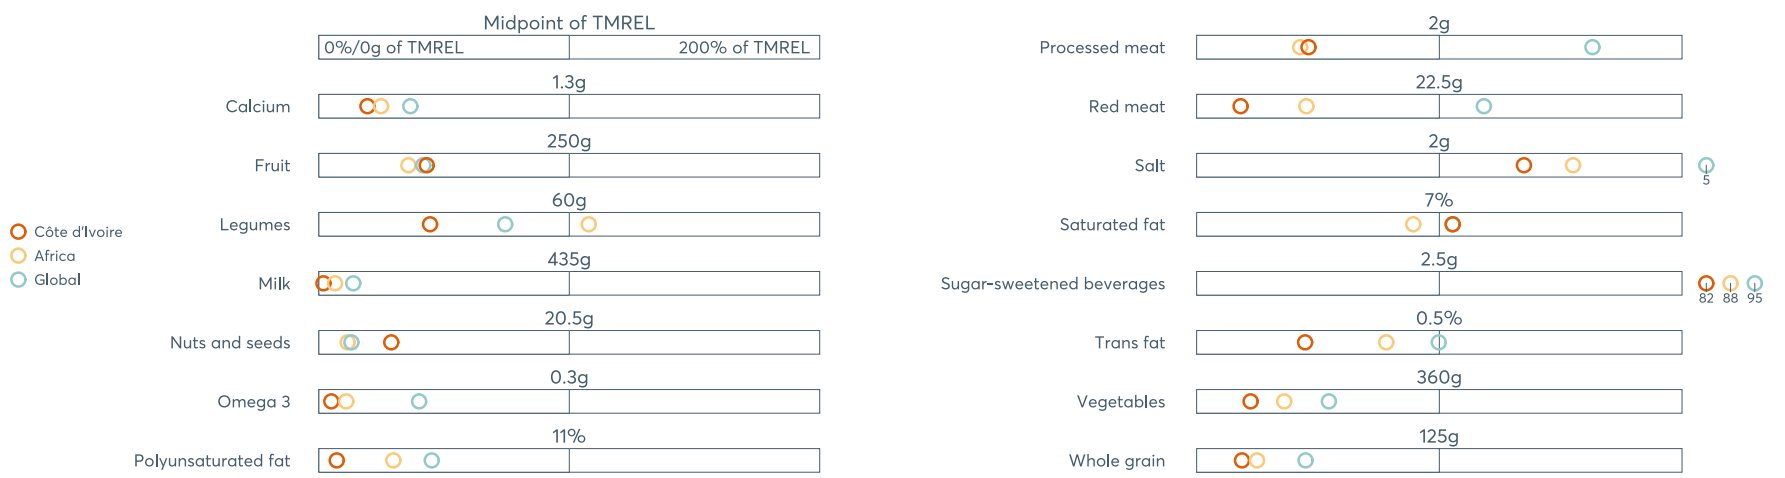 Midpoint of TMREL
0%/0g of TMREL 200% of TMREL
1.3g
Calcium
250g
Fruit
60g
Legumes
435g
Milk
20.5g
Nuts and seeds
0.3g
Omega 3
11%
Polyunsaturated fat
Côte d'Ivoire
Africa
Global
2g
Processed meat
22.5g
Red meat
2g
Salt
5
7%
Saturated fat
2.5g
Sugar-sweetened beverages
82 88 95
0.5%
Trans fat
360g
Vegetables
125g
Whole grain